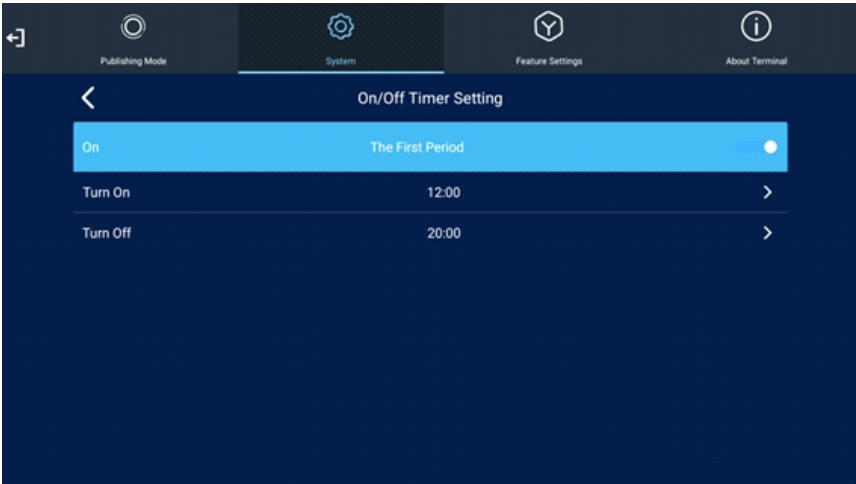 Publishing Mode
System
Feature Settings
About Terminal
On/Off Timer Setting
On The First Period
Turn On 12:00
Turn Off 20:00